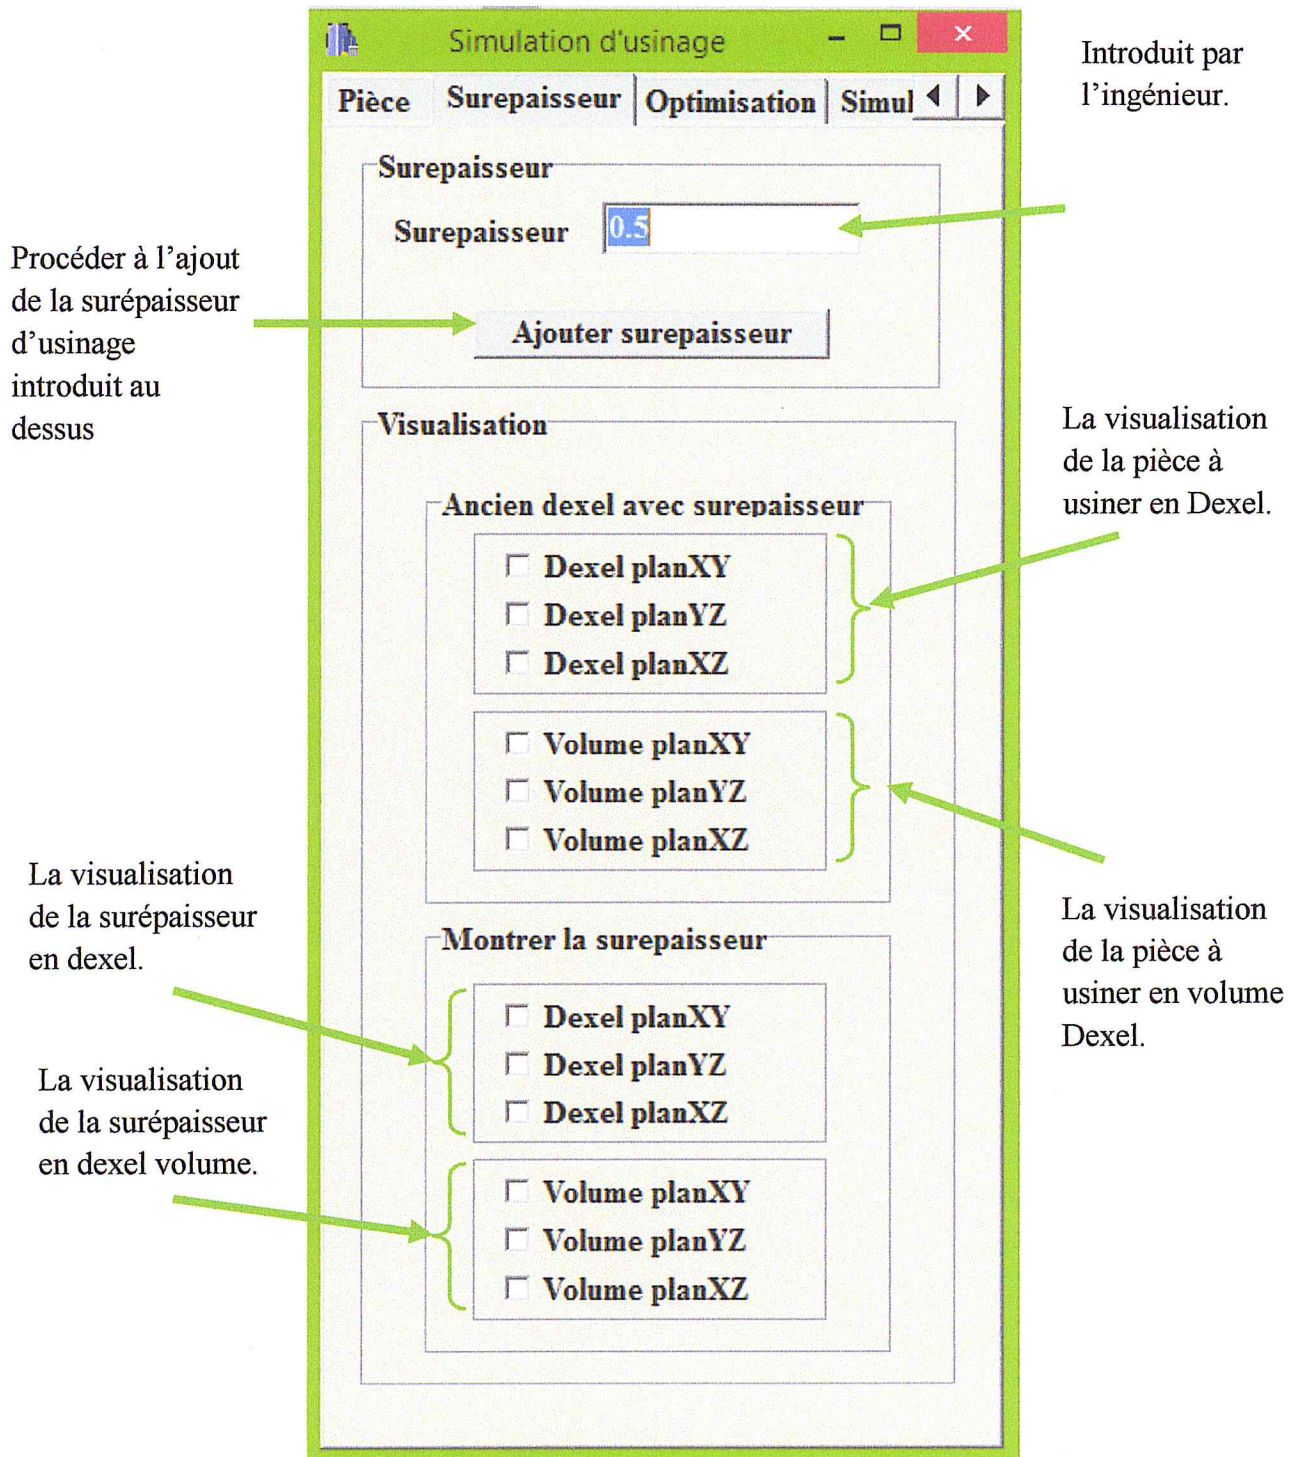 Simulation d'usinage
Pièce
Surepaisseur
Optimisation
Simul
Introduit par
l'ingénieur.
Surepaisseur
Surepaisseur
0.5
Ajouter surepaisseur
Procéder à l'ajout
de la surépaisseur
d'usinage
introduit au
dessus
Visualisation
Ancien dexel avec surepaisseur
Dexel planXY
Dexel planYZ
Dexel planXZ
La visualisation
de la pièce à
usiner en Dexel.
Volume planXY
Volume planYZ
Volume planXZ
La visualisation
de la pièce à
usiner en volume
Dexel.
Montrer la surepaisseur
Dexel planXY
Dexel planYZ
Dexel planXZ
La visualisation
de la surépaisseur
en dexel.
Volume planXY
Volume planYZ
Volume planXZ
La visualisation
de la surépaisseur
en dexel volume.